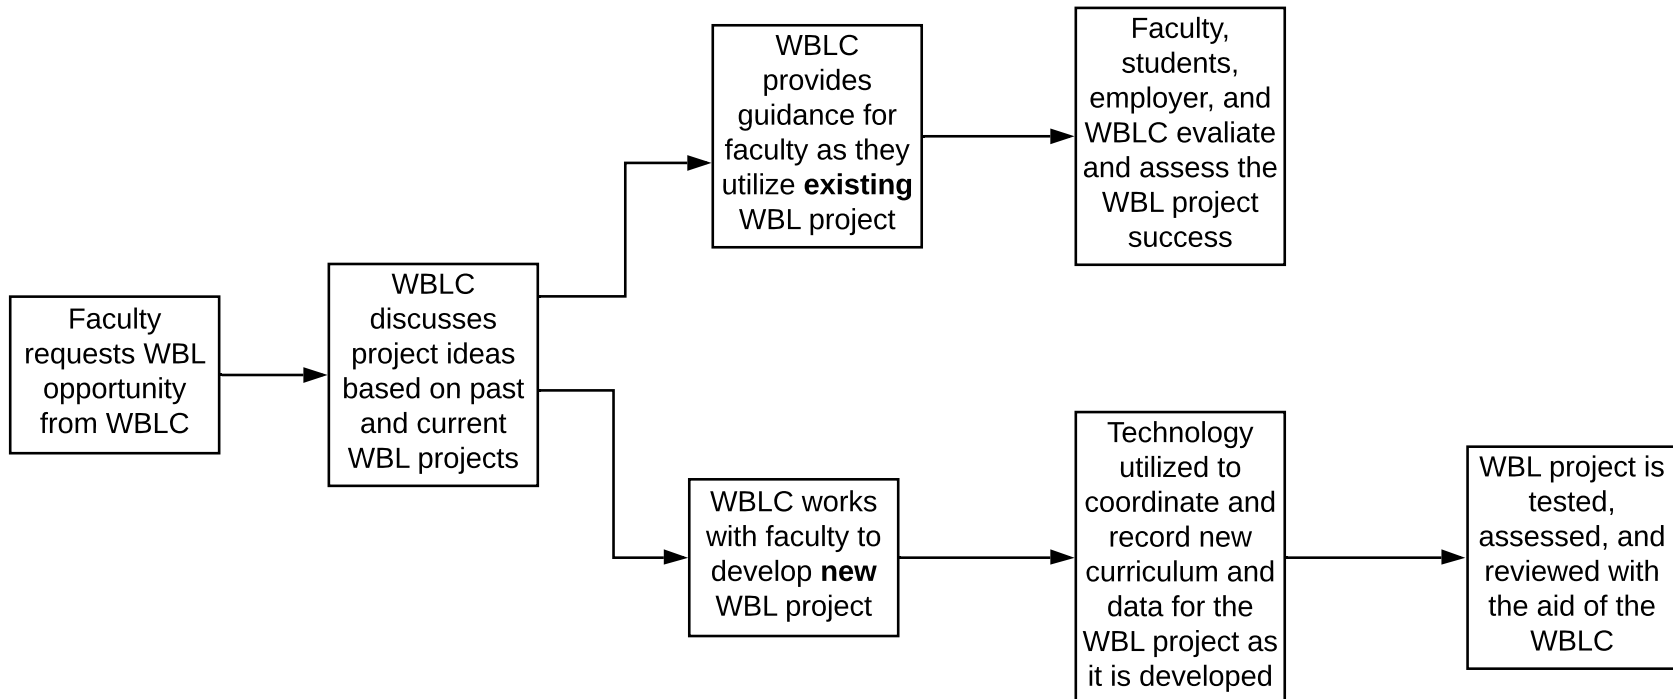 Faculty
requests WBL
opportunity
from WBLC
WBLC
discusses
project ideas
based on past
and current
WBL projects
WBLC
provides
guidance for
faculty as they
utilize existing
WBL project
Faculty,
students,
employer, and
WBLC evaliate
and assess the
WBL project
success
WBLC works
with faculty to
develop new
WBL project
Technology
utilized to
coordinate and
record new
curriculum and
data for the
WBL project as
it is developed
WBL project is
tested,
assessed, and
reviewed with
the aid of the
WBLC